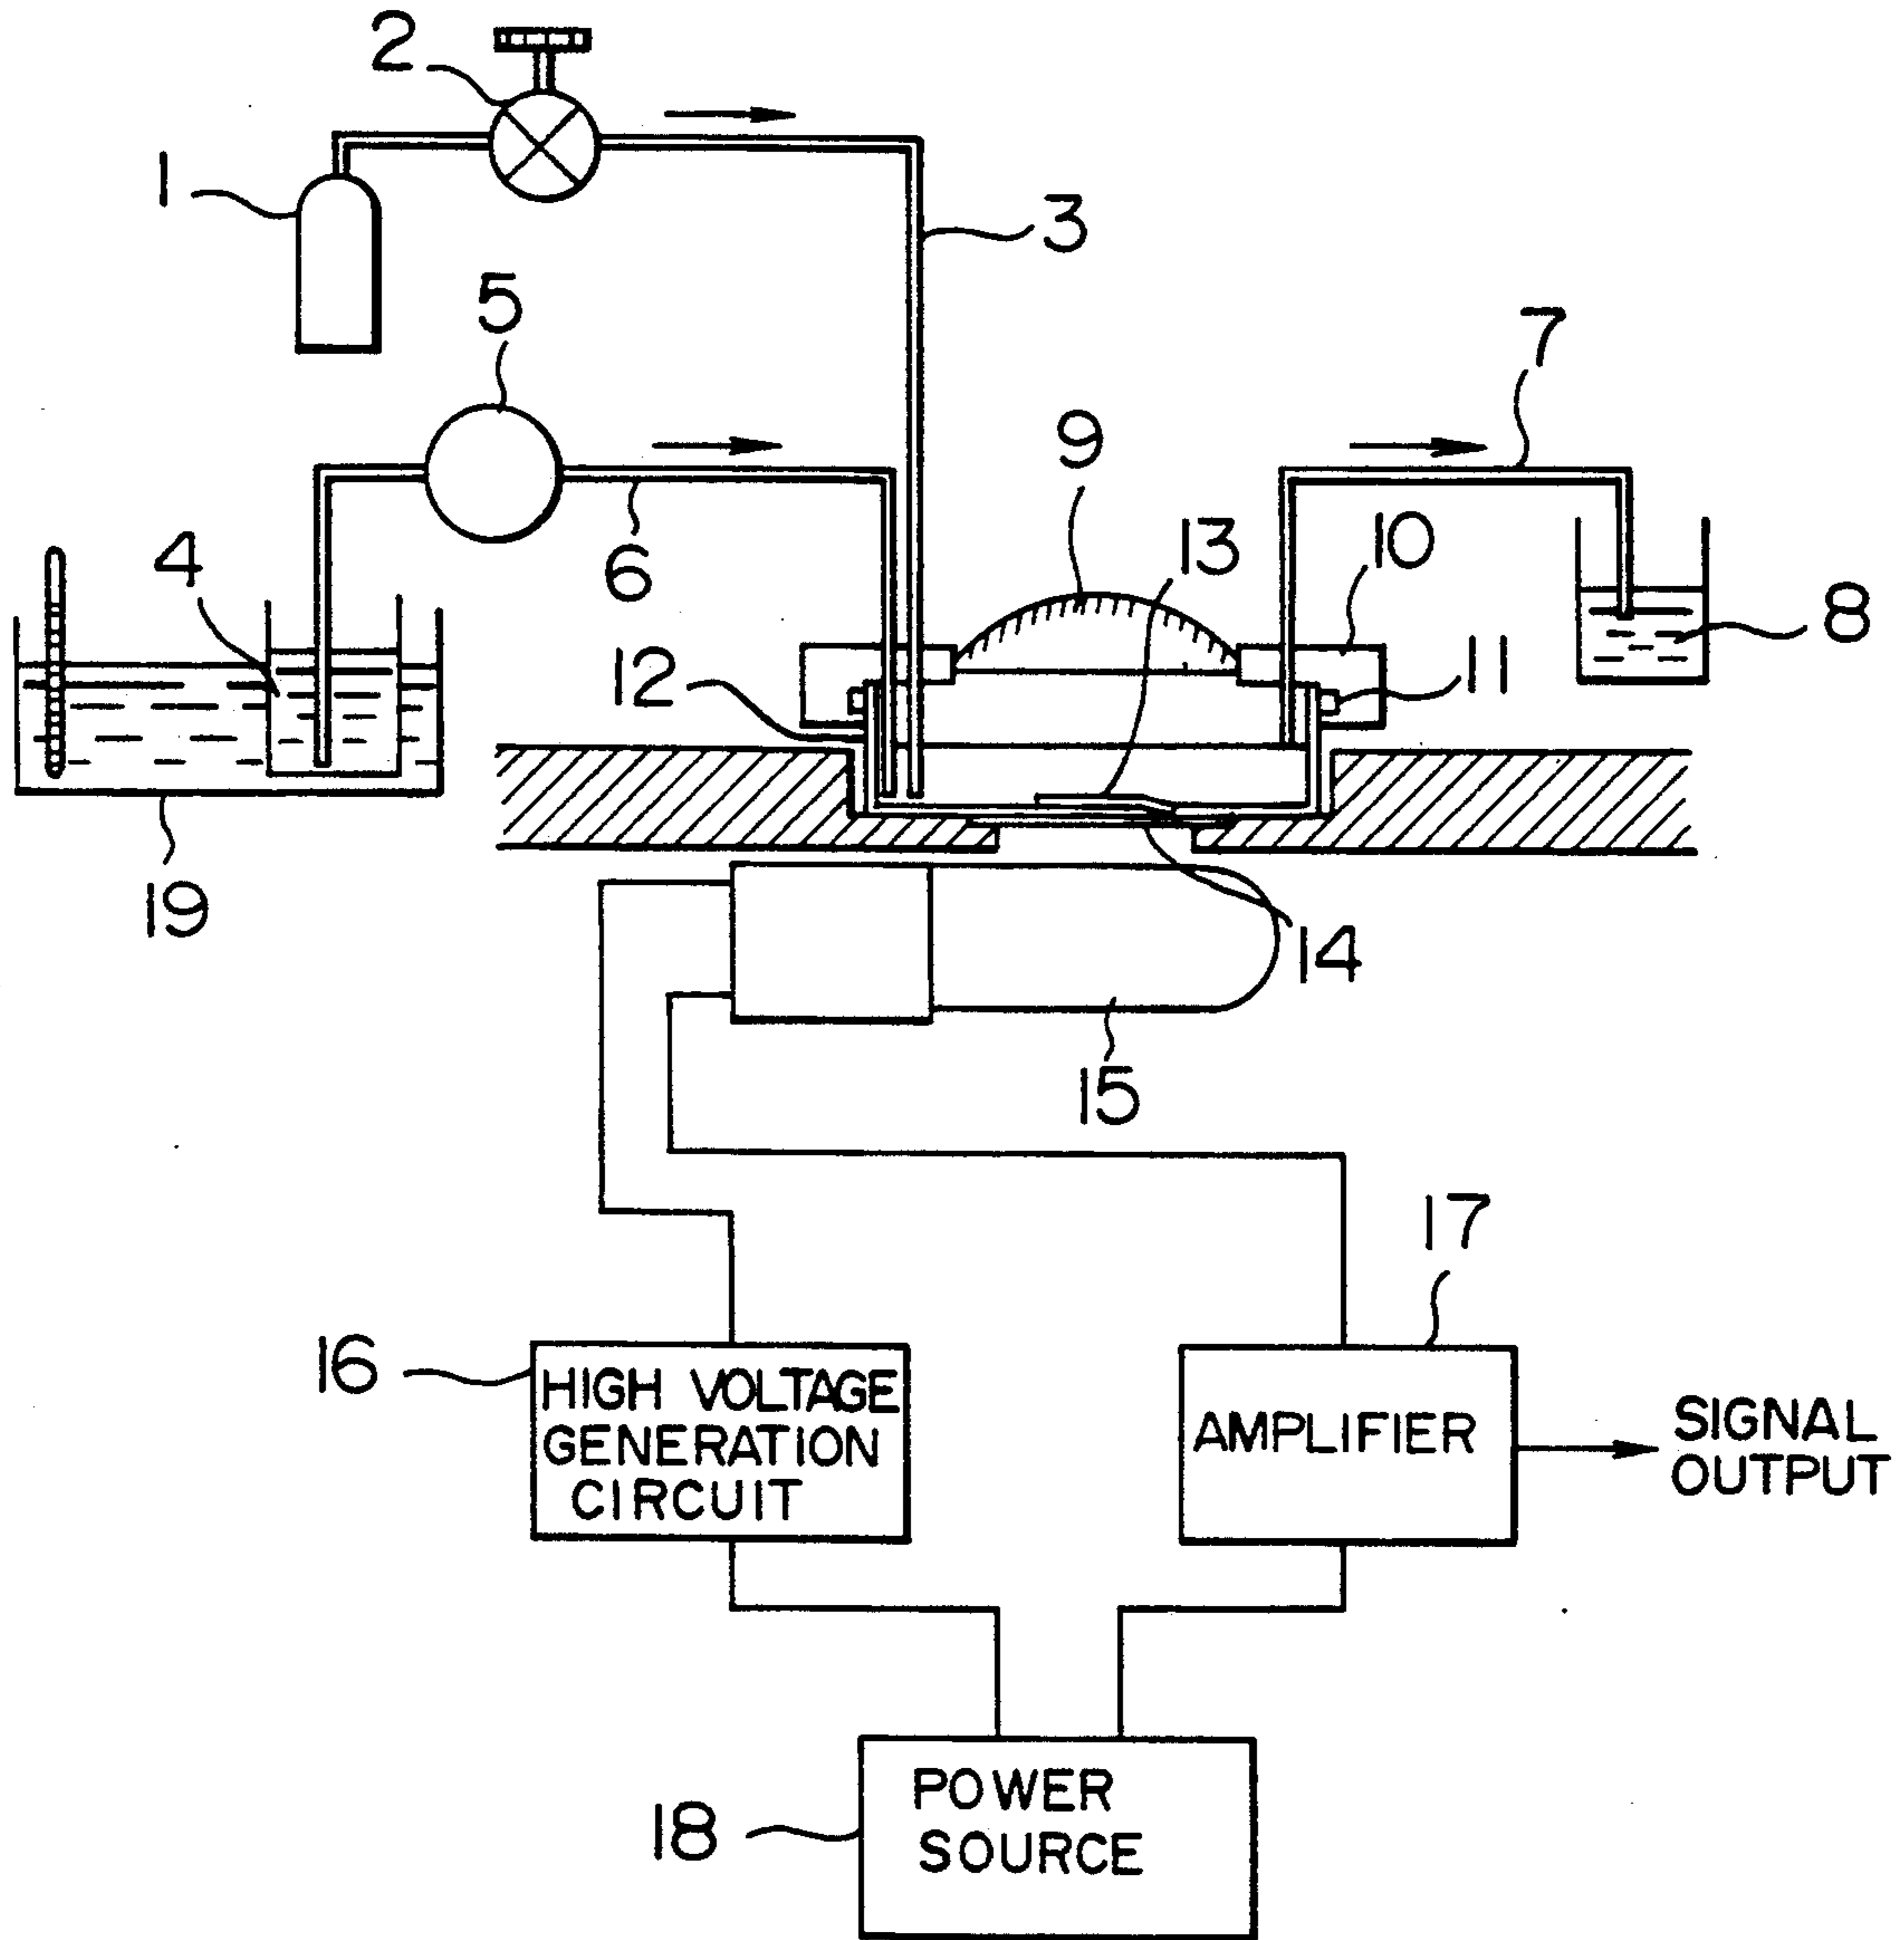 2
1
3
5
7
9
13
10
4
6
8
12
11
19
14
15
17
16
HIGH VOLTAGE
GENERATION
CIRCUIT
AMPLIFIER
SIGNAL
OUTPUT
18
POWER
SOURCE